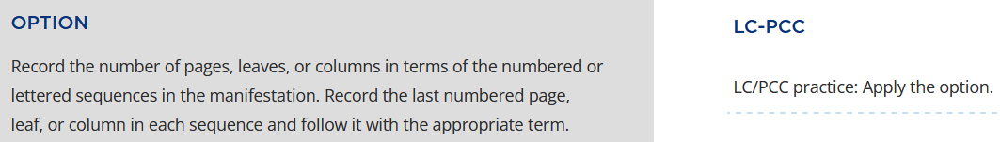 OPTION
Record the number of pages, leaves, or columns in terms of the numbered or
lettered sequences in the manifestation. Record the last numbered page,
leaf, or column in each sequence and follow it with the appropriate term.
LC-PCC
LC/PCC practice: Apply the option.